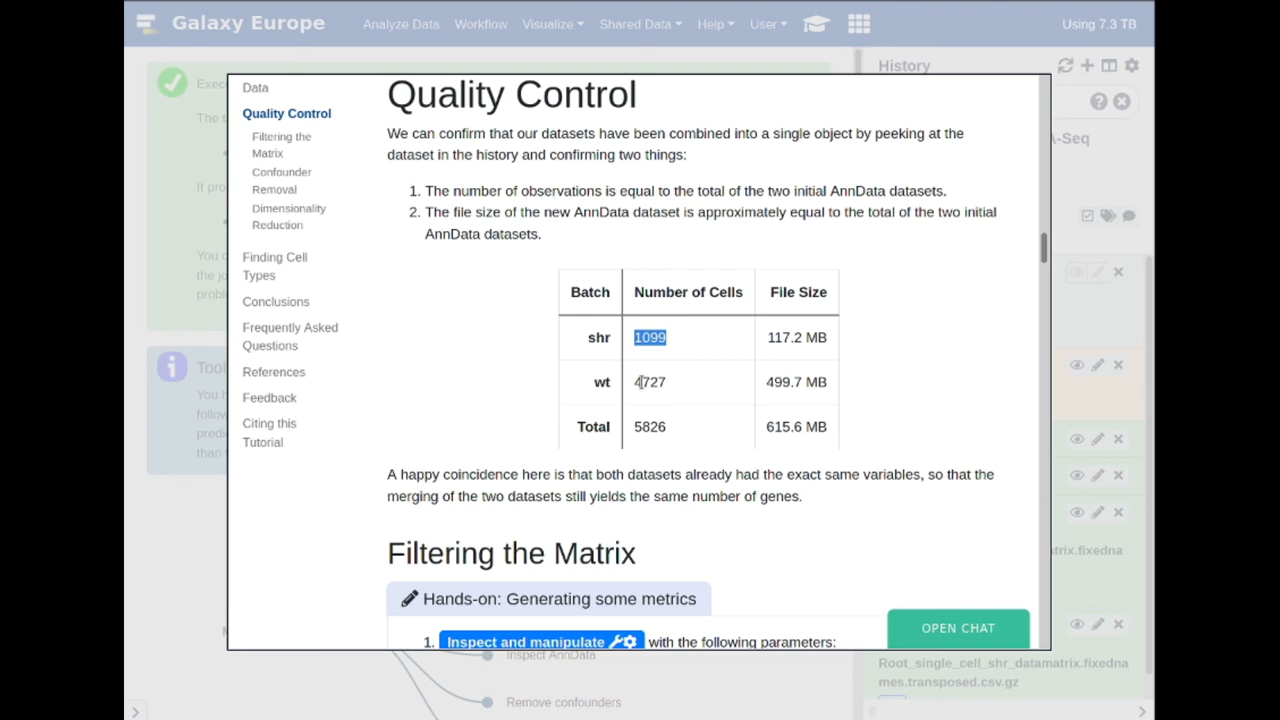 Galaxy Europe
Analyze Data Workflow Visualize Shared Data Help User
Using 7.3 TB
History
Data
Quality Control
Filtering the
Matrix
Confounder
Removal
Dimensionality
Reduction
Finding Cell
Types
Conclusions
Frequently Asked
Questions
References
Feedback
Citing this
Tutorial
Quality Control
We can confirm that our datasets have been combined into a single object by peeking at the
dataset in the history and confirming two things:
1. The number of observations is equal to the total of the two initial AnnData datasets.
2. The file size of the new AnnData dataset is approximately equal to the total of the two initial
AnnData datasets.
Batch Number of Cells File Size
shr 1099 117.2 MB
wt 4727 499.7 MB
Total 5826 615.6 MB
A happy coincidence here is that both datasets already had the exact same variables, so that the
merging of the two datasets still yields the same number of genes.
Filtering the Matrix
Hands-on: Generating some metrics
1. Inspect and manipulate with the following parameters:
OPEN CHAT
A-Seq
atrix.fixedna
Root_single_cell_shr_datamatrix.fixedna
mes.transposed.csv.gz
Inspect AnnData
Remove confounders